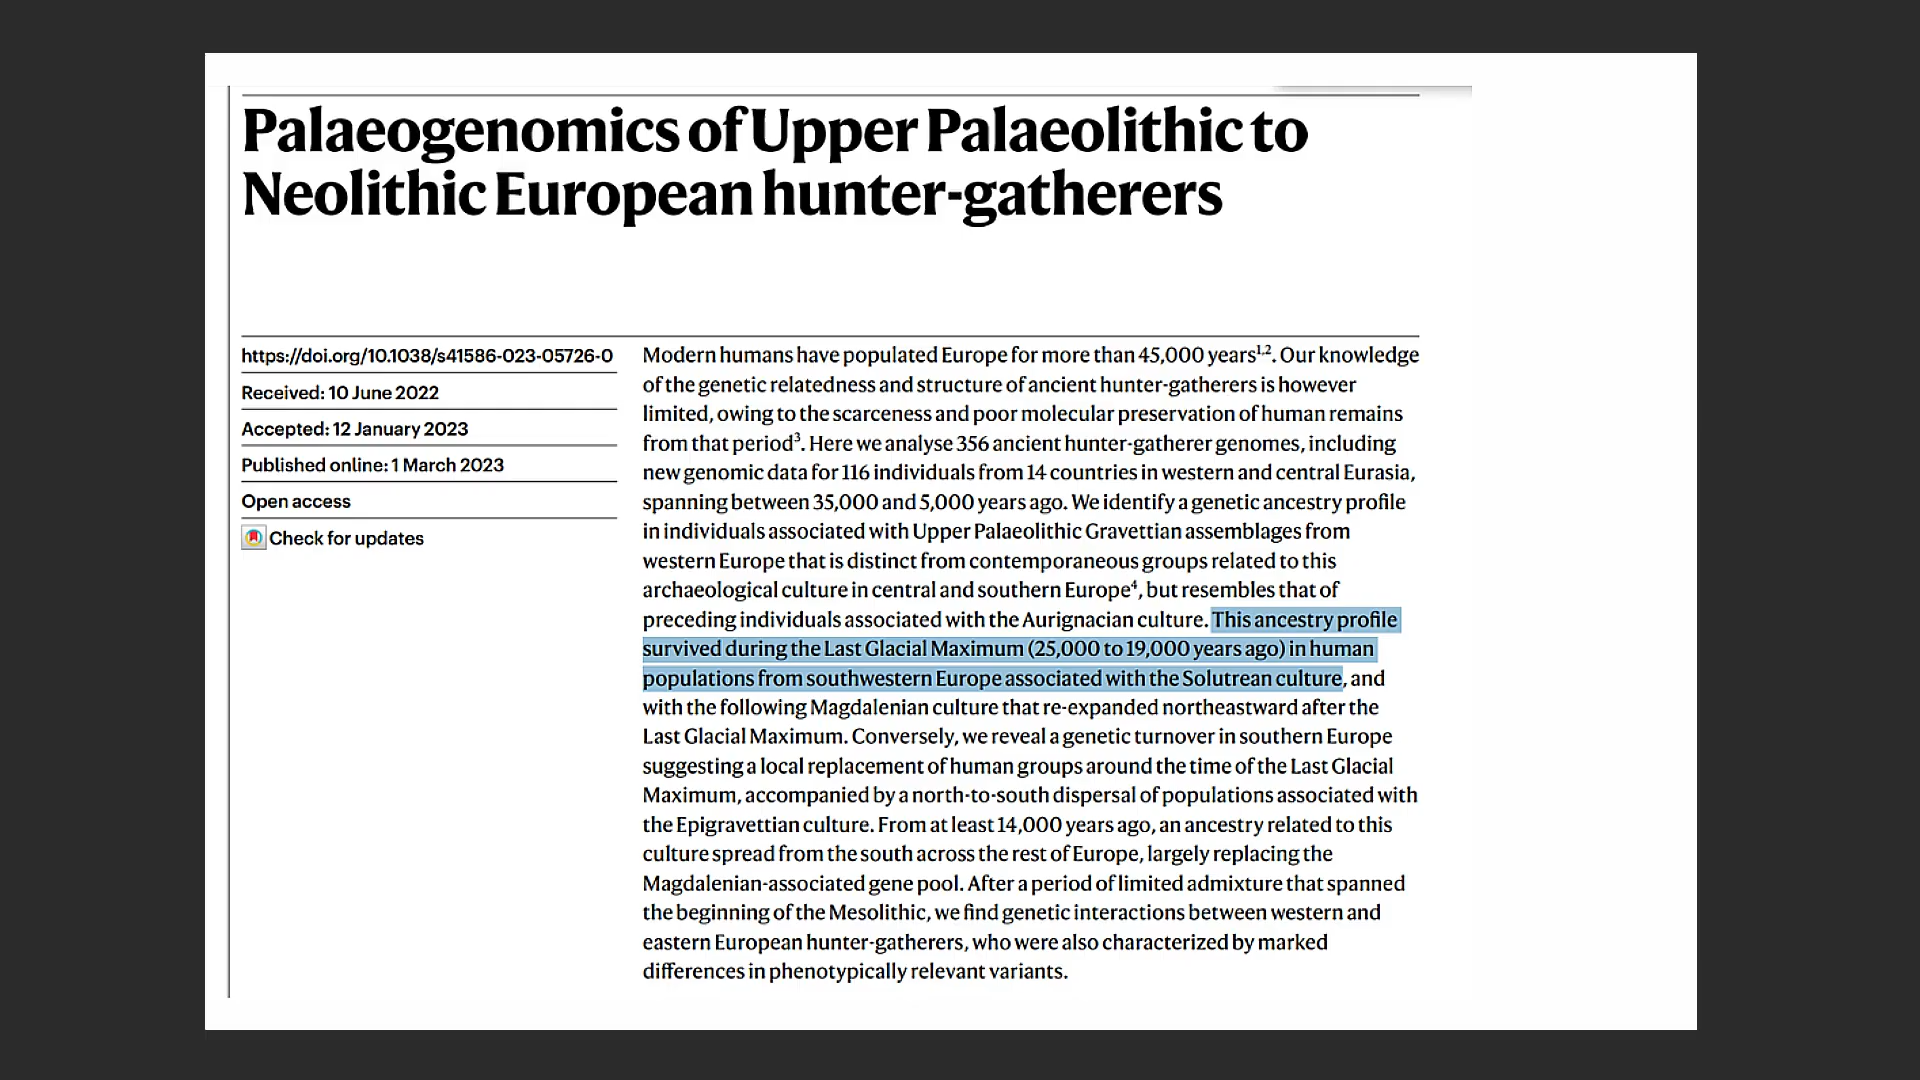 Palaeogenomics of Upper Palaeolithic to
Neolithic European hunter-gatherers
https://doi.org/10.1038/s41586-023-05726-0
Received: 10 June 2022
Accepted: 12 January 2023
Published online: 1 March 2023
Open access
Check for updates
Modern humans have populated Europe for more than 45,000 years1,2. Our knowledge
of the genetic relatedness and structure of ancient hunter-gatherers is however
limited, owing to the scarceness and poor molecular preservation of human remains
from that period3. Here we analyse 356 ancient hunter-gatherer genomes, including
new genomic data for 116 individuals from 14 countries in western and central Eurasia,
spanning between 35,000 and 5,000 years ago. We identify a genetic ancestry profile
in individuals associated with Upper Palaeolithic Gravettian assemblages from
western Europe that is distinct from contemporaneous groups related to this
archaeological culture in central and southern Europe4, but resembles that of
preceding individuals associated with the Aurignacian culture. This ancestry profile
survived during the Last Glacial Maximum (25,000 to 19,000 years ago) in human
populations from southwestern Europe associated with the Solutrean culture, and
with the following Magdalenian culture that re-expanded northeastward after the
Last Glacial Maximum. Conversely, we reveal a genetic turnover in southern Europe
suggesting a local replacement of human groups around the time of the Last Glacial
Maximum, accompanied by a north-to-south dispersal of populations associated with
the Epigravettian culture. From at least 14,000 years ago, an ancestry related to this
culture spread from the south across the rest of Europe, largely replacing the
Magdalenian-associated gene pool. After a period of limited admixture that spanned
the beginning of the Mesolithic, we find genetic interactions between western and
eastern European hunter-gatherers, who were also characterized by marked
differences in phenotypically relevant variants.